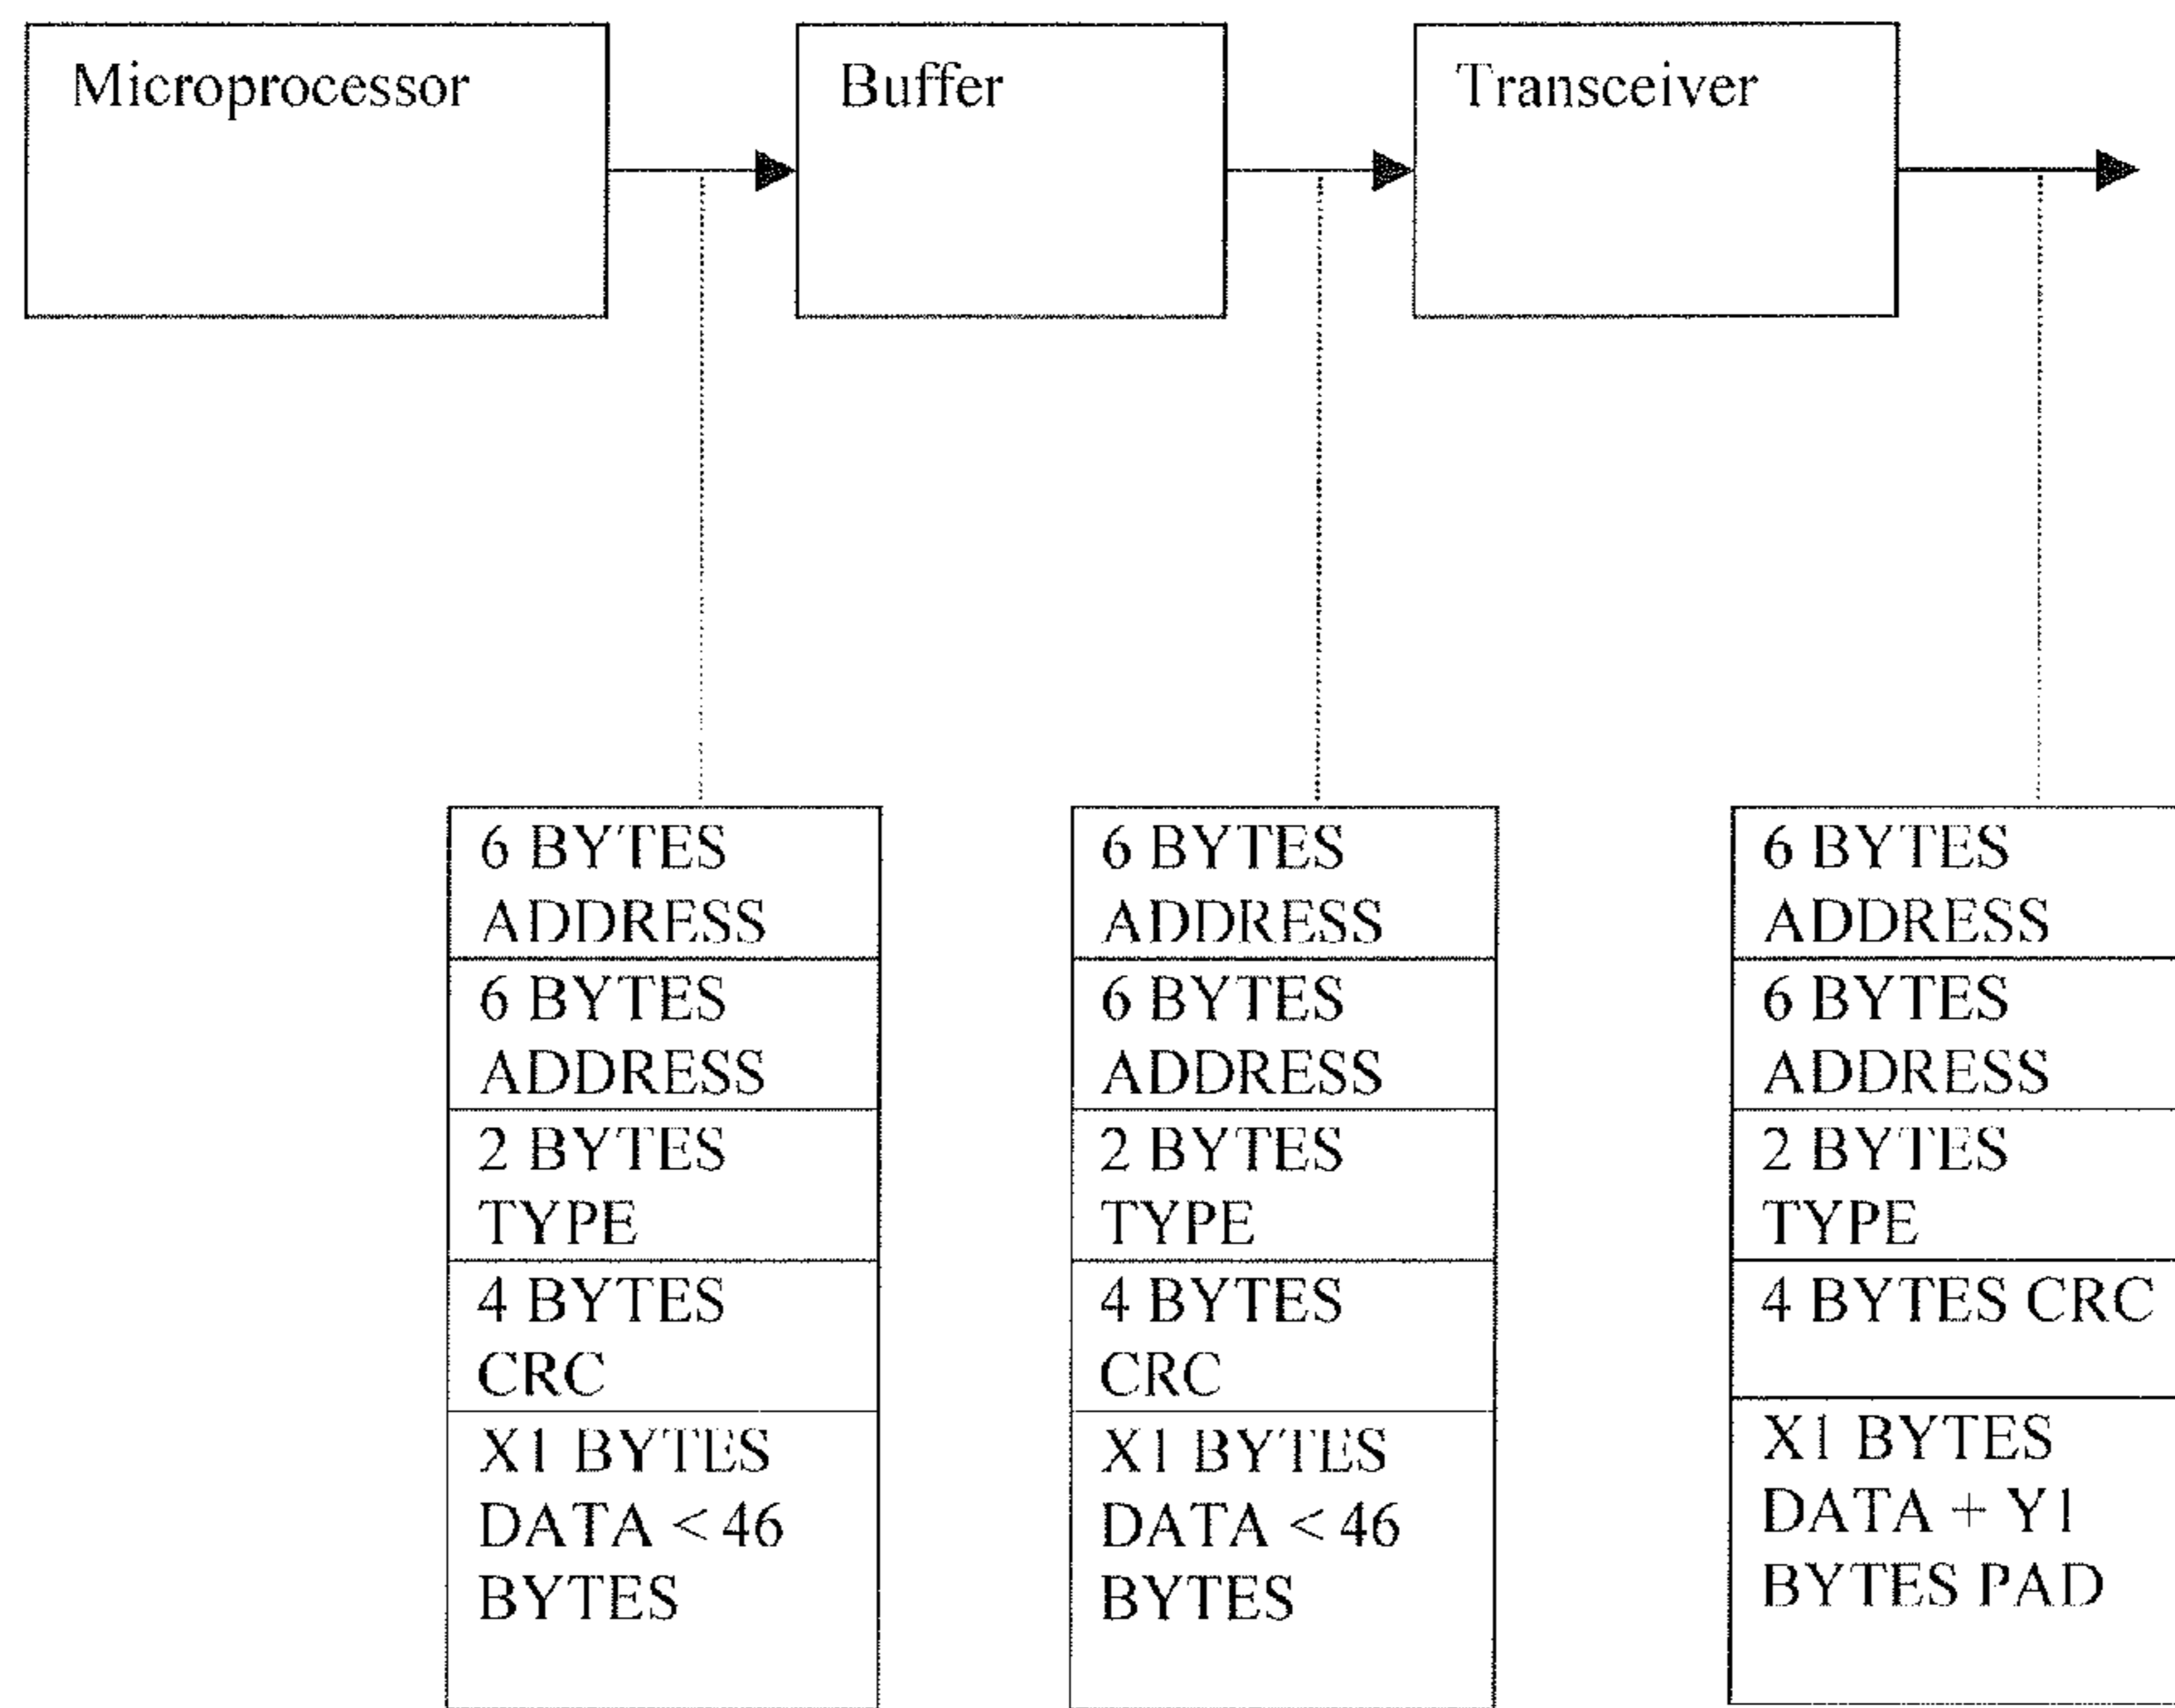 Microprocessor
Buffer
Transceiver
6 BYTES
ADDRESS
6 BYTES
ADDRESS
2 BYTES
TYPE
4 BYTES
CRC
X1 BYTES
DATA < 46
BYTES
6 BYTES
ADDRESS
6 BYTES
ADDRESS
2 BYTES
TYPE
4 BYTES
CRC
X1 BYTES
DATA < 46
BYTES
6 BYTES
ADDRESS
6 BYTES
ADDRESS
2 BYTES
TYPE
4 BYTES CRC
X1 BYTES
DATA + Y1
BYTES PAD